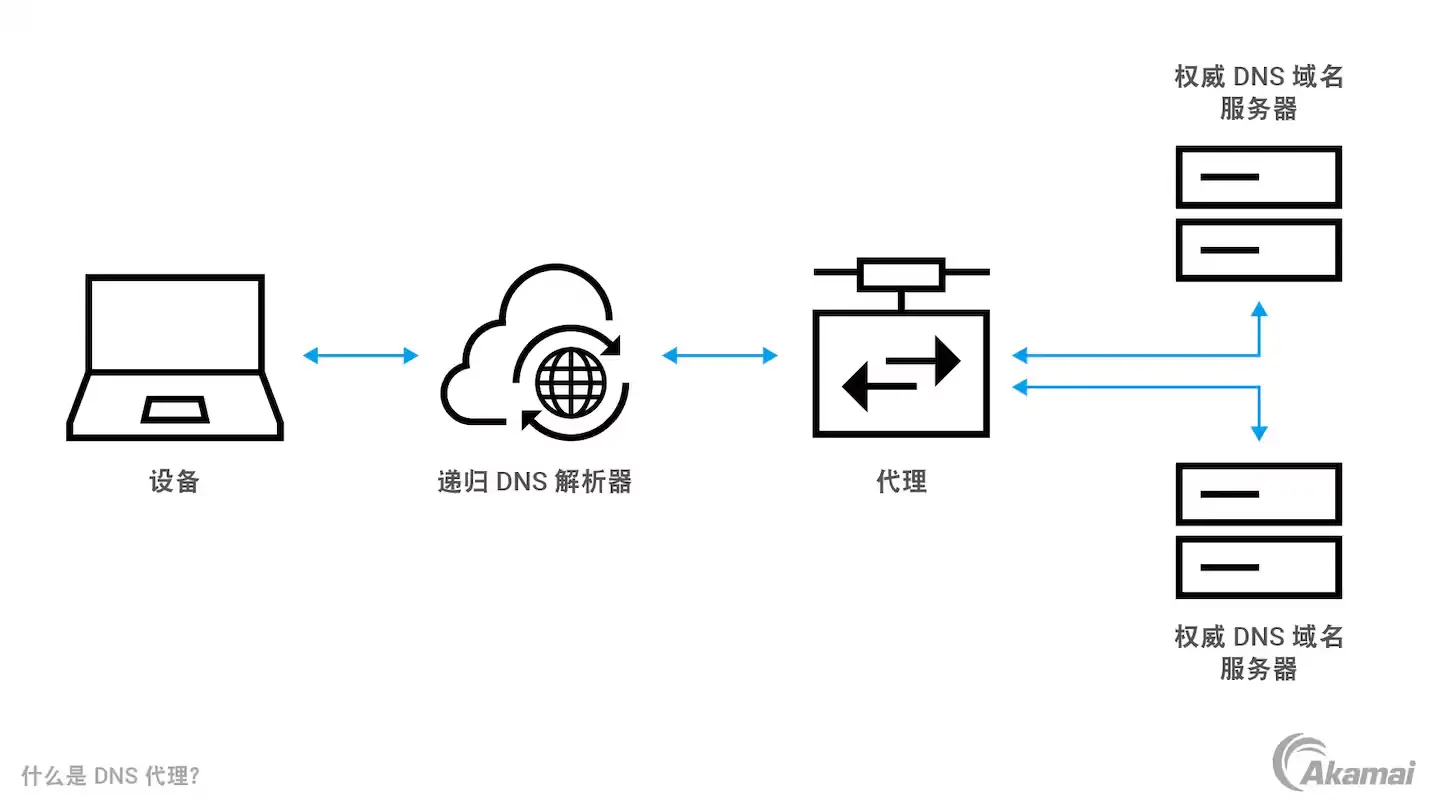 权威 DNS 域名
服务器
设备
递归 DNS 解析器
代理
权威 DNS 域名
服务器
什么是 DNS 代理?
Akamai